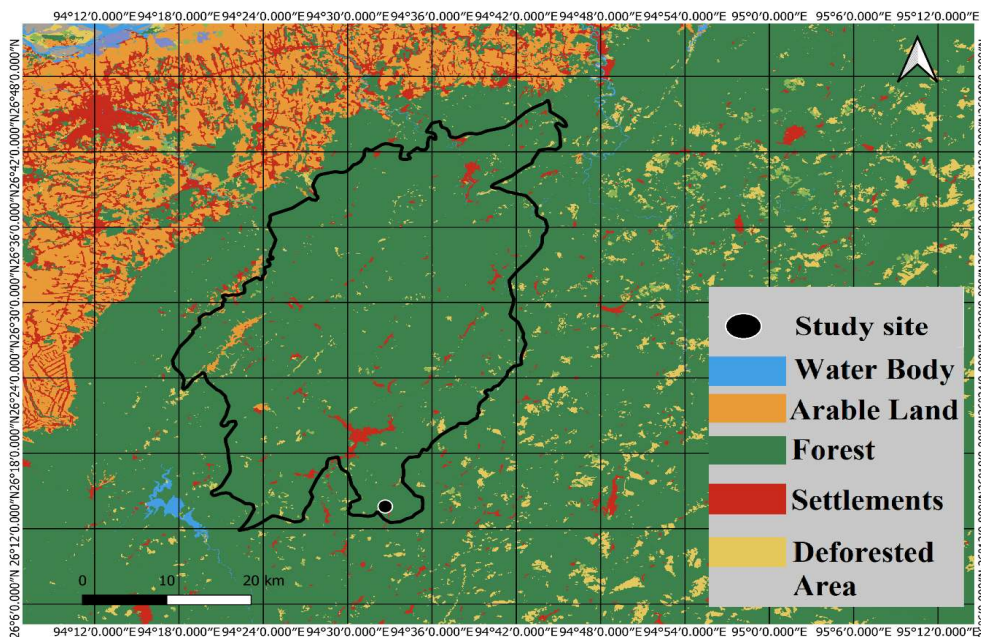 94°12′0.000″E 94°18′0.000″E 94°24′0.000″E 94°30′0.000″E 94°36′0.000″E 94°42′0.000″E 94°48′0.000″E 94°54′0.000″E 95°0′0.000″E 95°6′0.000″E 95°12′0.000″E
26°48′0.000″N
26°42′0.000″N
26°36′0.000″N
26°30′0.000″N
26°24′0.000″N
26°18′0.000″N
26°12′0.000″N
26°6′0.000″N
Study site
Water Body
Arable Land
Forest
Settlements
Deforested
Area
0 10 20 km
94°12′0.000″E 94°18′0.000″E 94°24′0.000″E 94°30′0.000″E 94°36′0.000″E 94°42′0.000″E 94°48′0.000″E 94°54′0.000″E 95°0′0.000″E 95°6′0.000″E 95°12′0.000″E